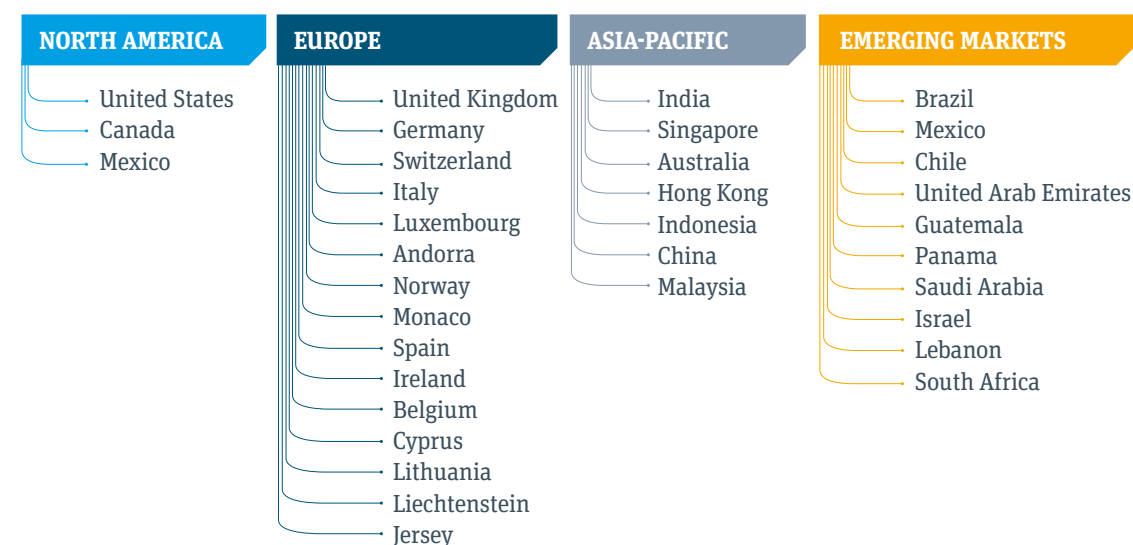 NORTH AMERICA
United States
Canada
Mexico
EUROPE
United Kingdom
Germany
Switzerland
Italy
Luxembourg
Andorra
Norway
Monaco
Spain
Ireland
Belgium
Cyprus
Lithuania
Liechtenstein
Jersey
ASIA-PACIFIC
India
Singapore
Australia
Hong Kong
Indonesia
China
Malaysia
EMERGING MARKETS
Brazil
Mexico
Chile
United Arab Emirates
Guatemala
Panama
Saudi Arabia
Israel
Lebanon
South Africa